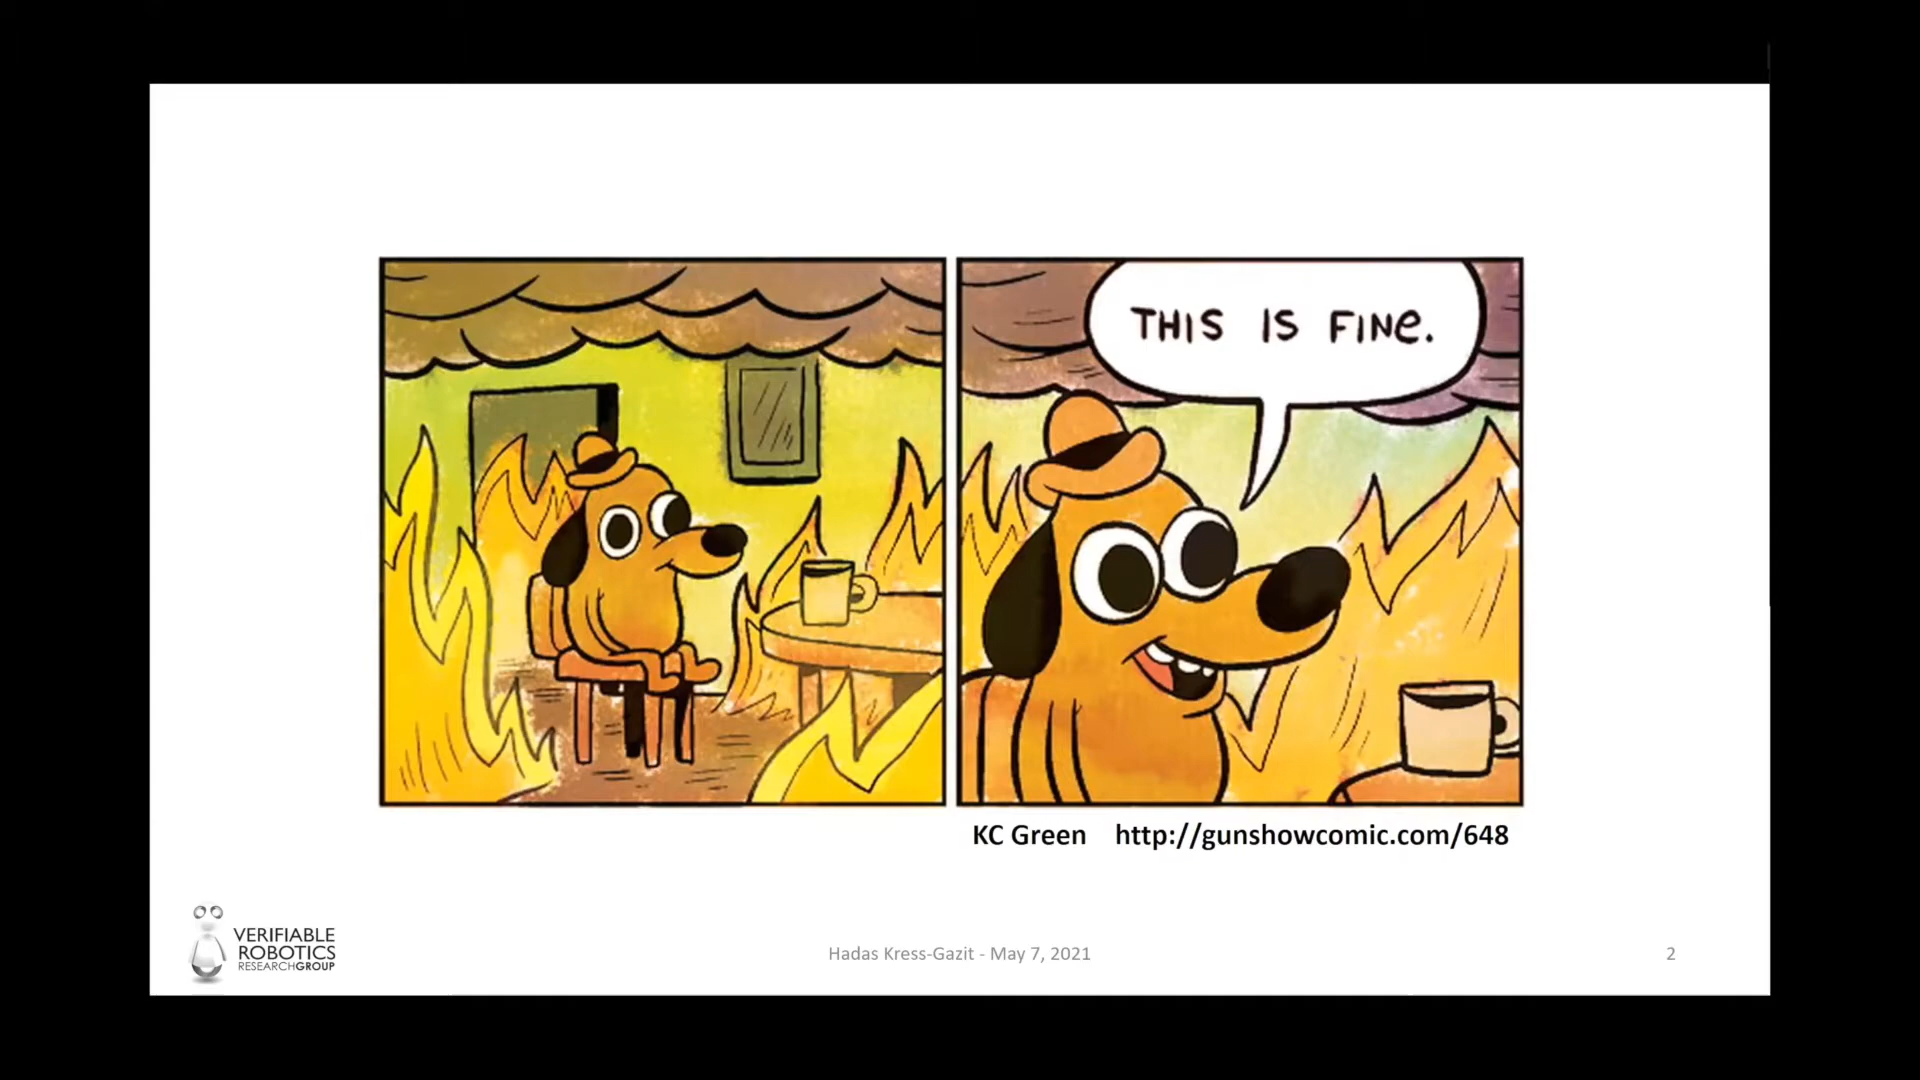 THIS IS FINE.
KC Green http://gunshowcomic.com/648
VERIFIABLE
ROBOTICS
RESEARCHGROUP
Hadas Kress-Gazit - May 7, 2021
2